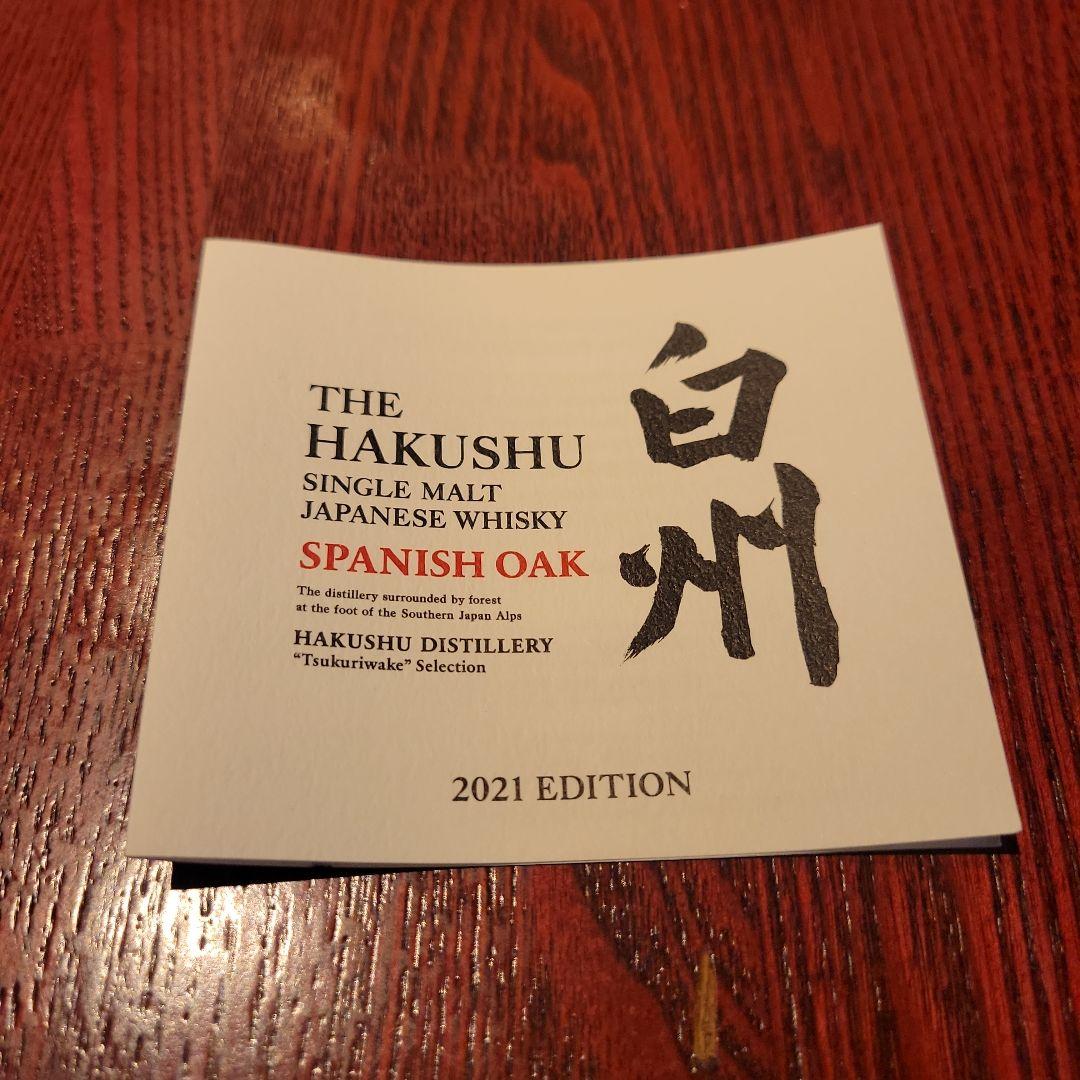 THE
HAKUSHU
SINGLE MALT
JAPANESE WHISKY
SPANISH OAK
The distillery surrounded by forest
at the foot of the Southern Japan Alps
HAKUSHU DISTILLERY
“Tsukuriwake” Selection
白州
2021 EDITION